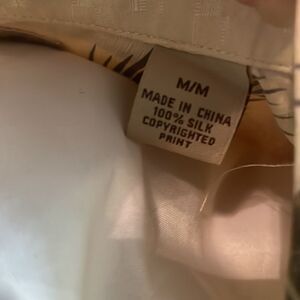 M/M
MADE IN CHINA
100% SILK
COPYRIGHTED
PRINT